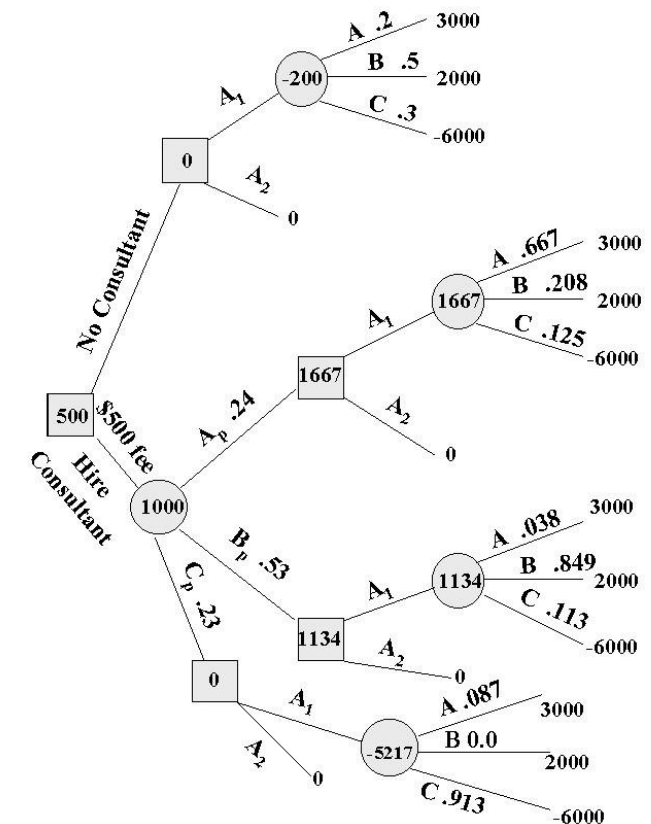 A .2 3000
-200 B .5 2000
C .3 -6000
A1
0
A2 0
No Consultant
A .667 3000
1667 B .208 2000
C .125 -6000
A1
1667
A2 0
500
$500 fee
Hire
Consultant
Ap .24
1000
Bp .53
A .038 3000
1134 B .849 2000
C .113 -6000
A1
1134
A2 0
Cp .23
0
A1
A .087 3000
-5217 B 0.0 2000
C .913 -6000
A2 0